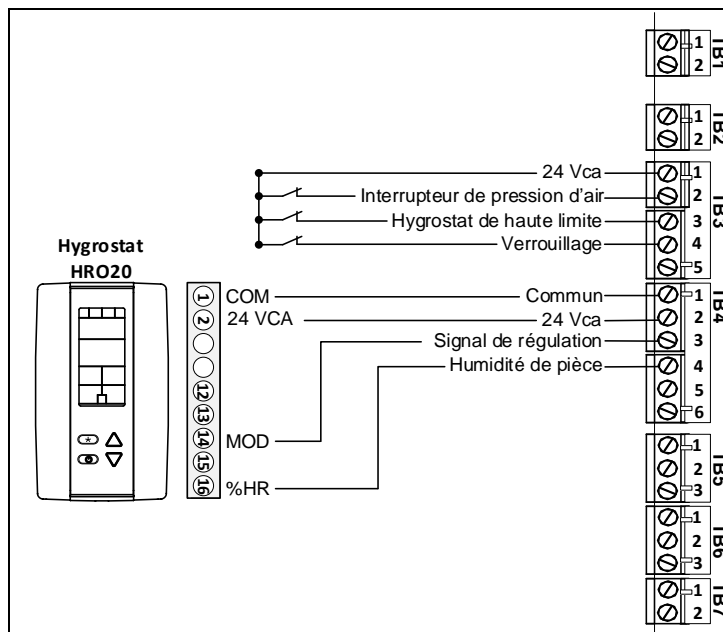 1
2
TB1
1
2
TB2
24 Vca
1
Interrupteur de pression d'air
2
Hygrostat de haute limite
3
Verrouillage
4
5
TB3
Hygrostat
HRO20
1
COM
2
24 VCA
12
13
14
MOD
15
16
%HR
Commun
1
24 Vca
2
Signal de régulation
3
Humidité de pièce
4
5
6
TB4
1
2
3
TB5
1
2
3
TB6
1
2
TB7